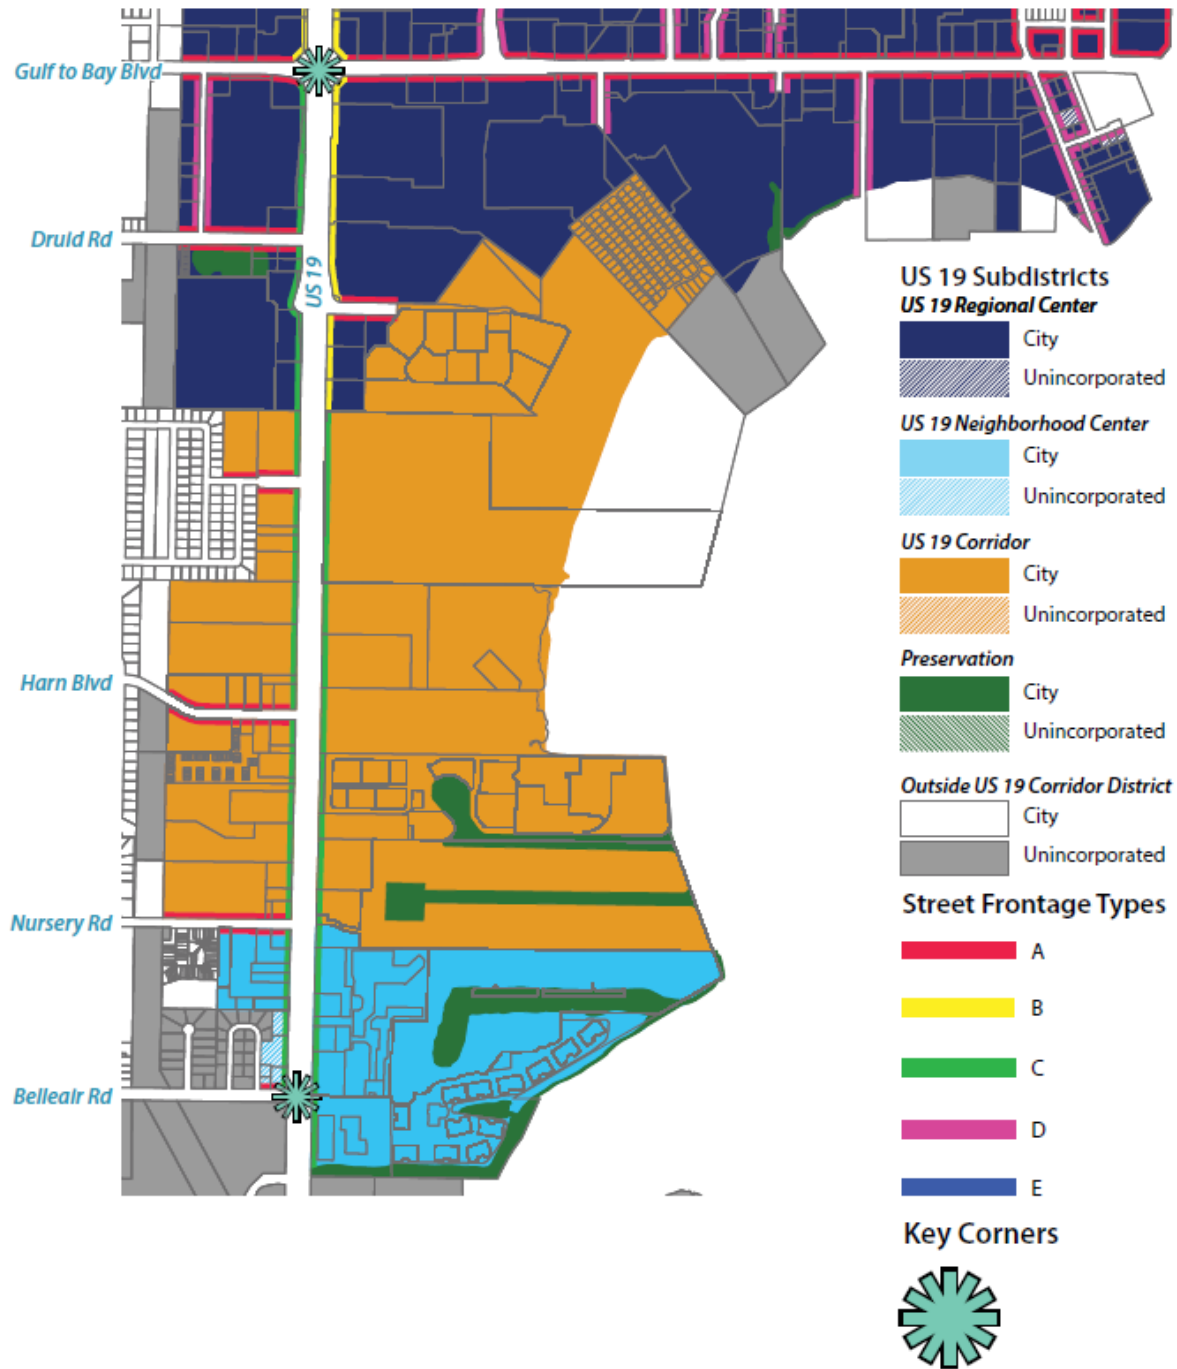 Gulf to Bay Blvd
Druid Rd
US 19
Harn Blvd
Nursery Rd
Belleair Rd
US 19 Subdistricts
US 19 Regional Center
City
Unincorporated
US 19 Neighborhood Center
City
Unincorporated
US 19 Corridor
City
Unincorporated
Preservation
City
Unincorporated
Outside US 19 Corridor District
City
Unincorporated
Street Frontage Types
A
B
C
D
E
Key Corners